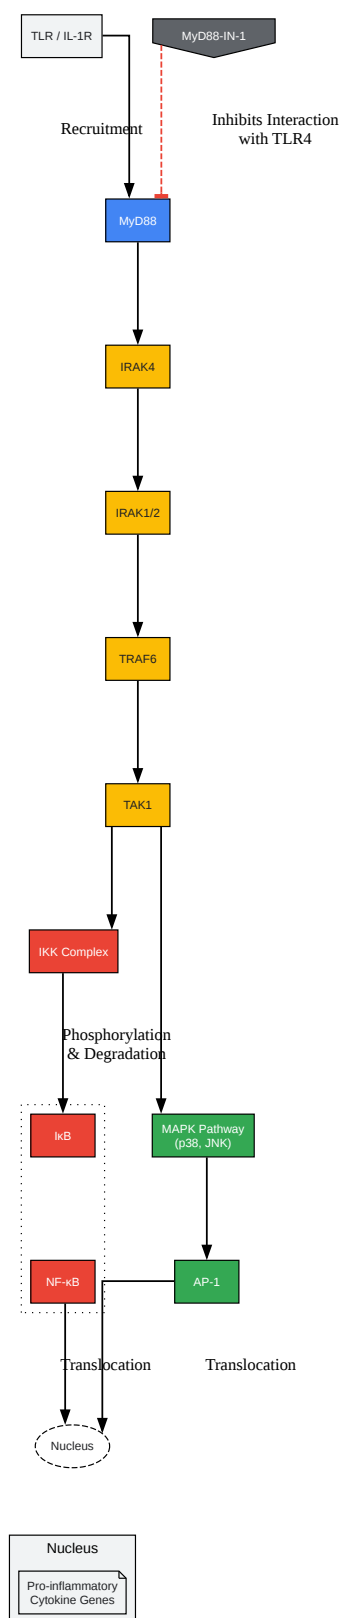 TLR / IL-1R
MyD88-IN-1
Recruitment
Inhibits Interaction
with TLR4
MyD88
IRAK4
IRAK1/2
TRAF6
TAK1
IKK Complex
Phosphorylation
& Degradation
IκB
MAPK Pathway
(p38, JNK)
NF-κB
AP-1
Translocation
Translocation
Nucleus
Nucleus
Pro-inflammatory
Cytokine Genes